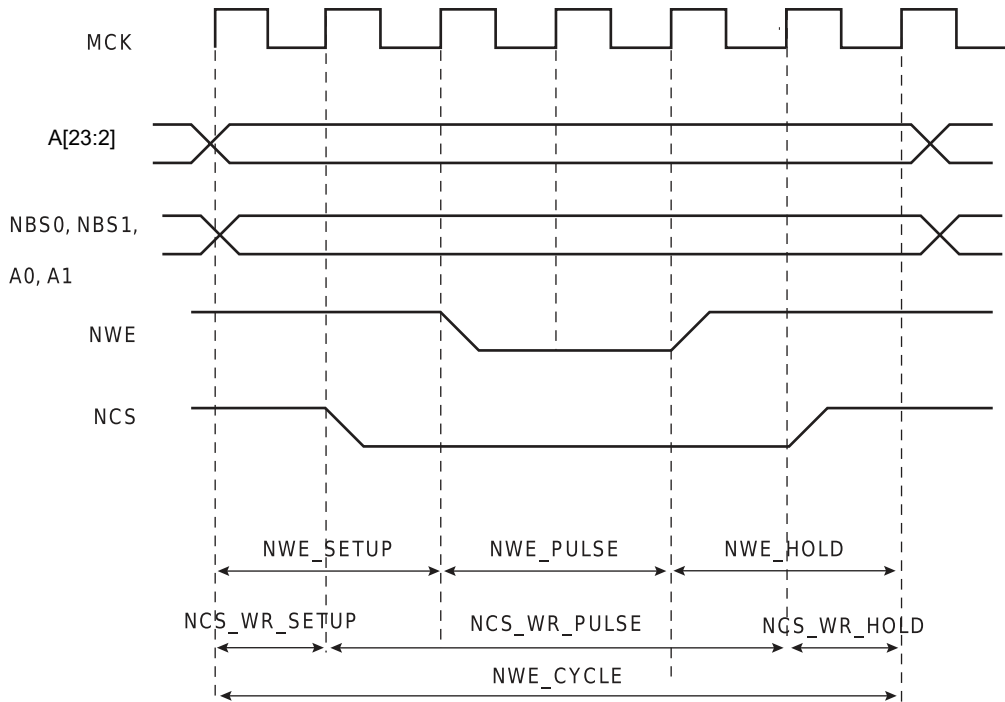 MCK
A[23:2]
NBS0, NBS1,
A0, A1
NWE
NCS
NWE_SETUP
NWE_PULSE
NWE_HOLD
NCS_WR_SETUP
NCS_WR_PULSE
NCS_WR_HOLD
NWE_CYCLE